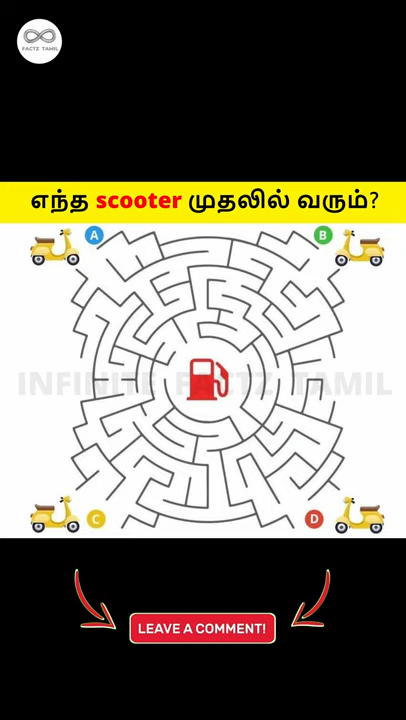 FACTZ TAMIL
எந்த scooter முதலில் வரும்?
A
B
INFINITE FACTZ TAMIL
C
D
LEAVE A COMMENT!